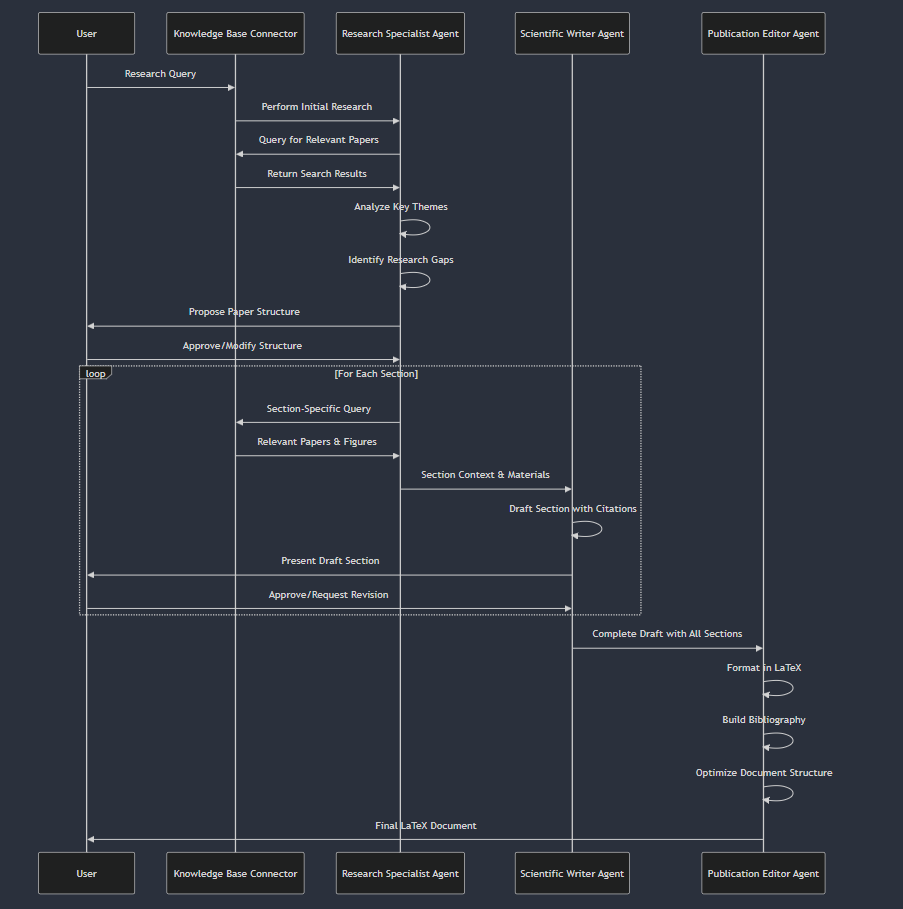 User
Knowledge Base Connector
Research Specialist Agent
Scientific Writer Agent
Publication Editor Agent
Research Query
Perform Initial Research
Query for Relevant Papers
Return Search Results
Analyze Key Themes
Identify Research Gaps
Propose Paper Structure
Approve/Modify Structure
loop
[For Each Section]
Section-Specific Query
Relevant Papers & Figures
Section Context & Materials
Draft Section with Citations
Present Draft Section
Approve/Request Revision
Complete Draft with All Sections
Format in LaTeX
Build Bibliography
Optimize Document Structure
Final LaTeX Document
User
Knowledge Base Connector
Research Specialist Agent
Scientific Writer Agent
Publication Editor Agent